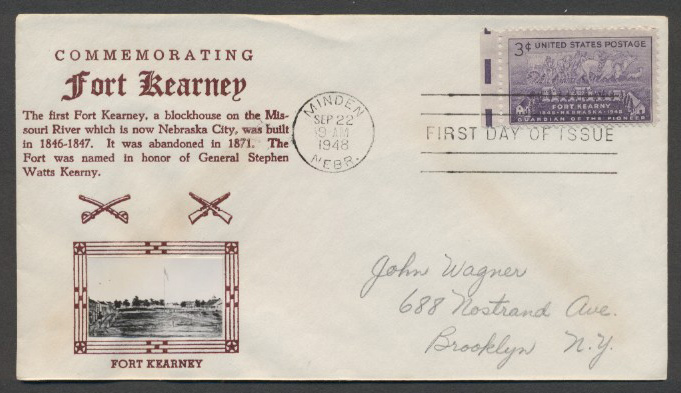 COMMEMORATING
Fort Kearney
The first Fort Kearney, a blockhouse on the Mis-
souri River which is now Nebraska City, was built
in 1846-1847. It was abandoned in 1871. The
Fort was named in honor of General Stephen
Watts Kearny.
FORT KEARNEY
MINDEN
SEP 22
9 AM
1948
NEBR.
3¢ UNITED STATES POSTAGE
FORT KEARNY
GUARDIAN OF THE PIONEER
FIRST DAY OF ISSUE
John Wagner
688 Nostrand Ave.
Brooklyn N.Y.